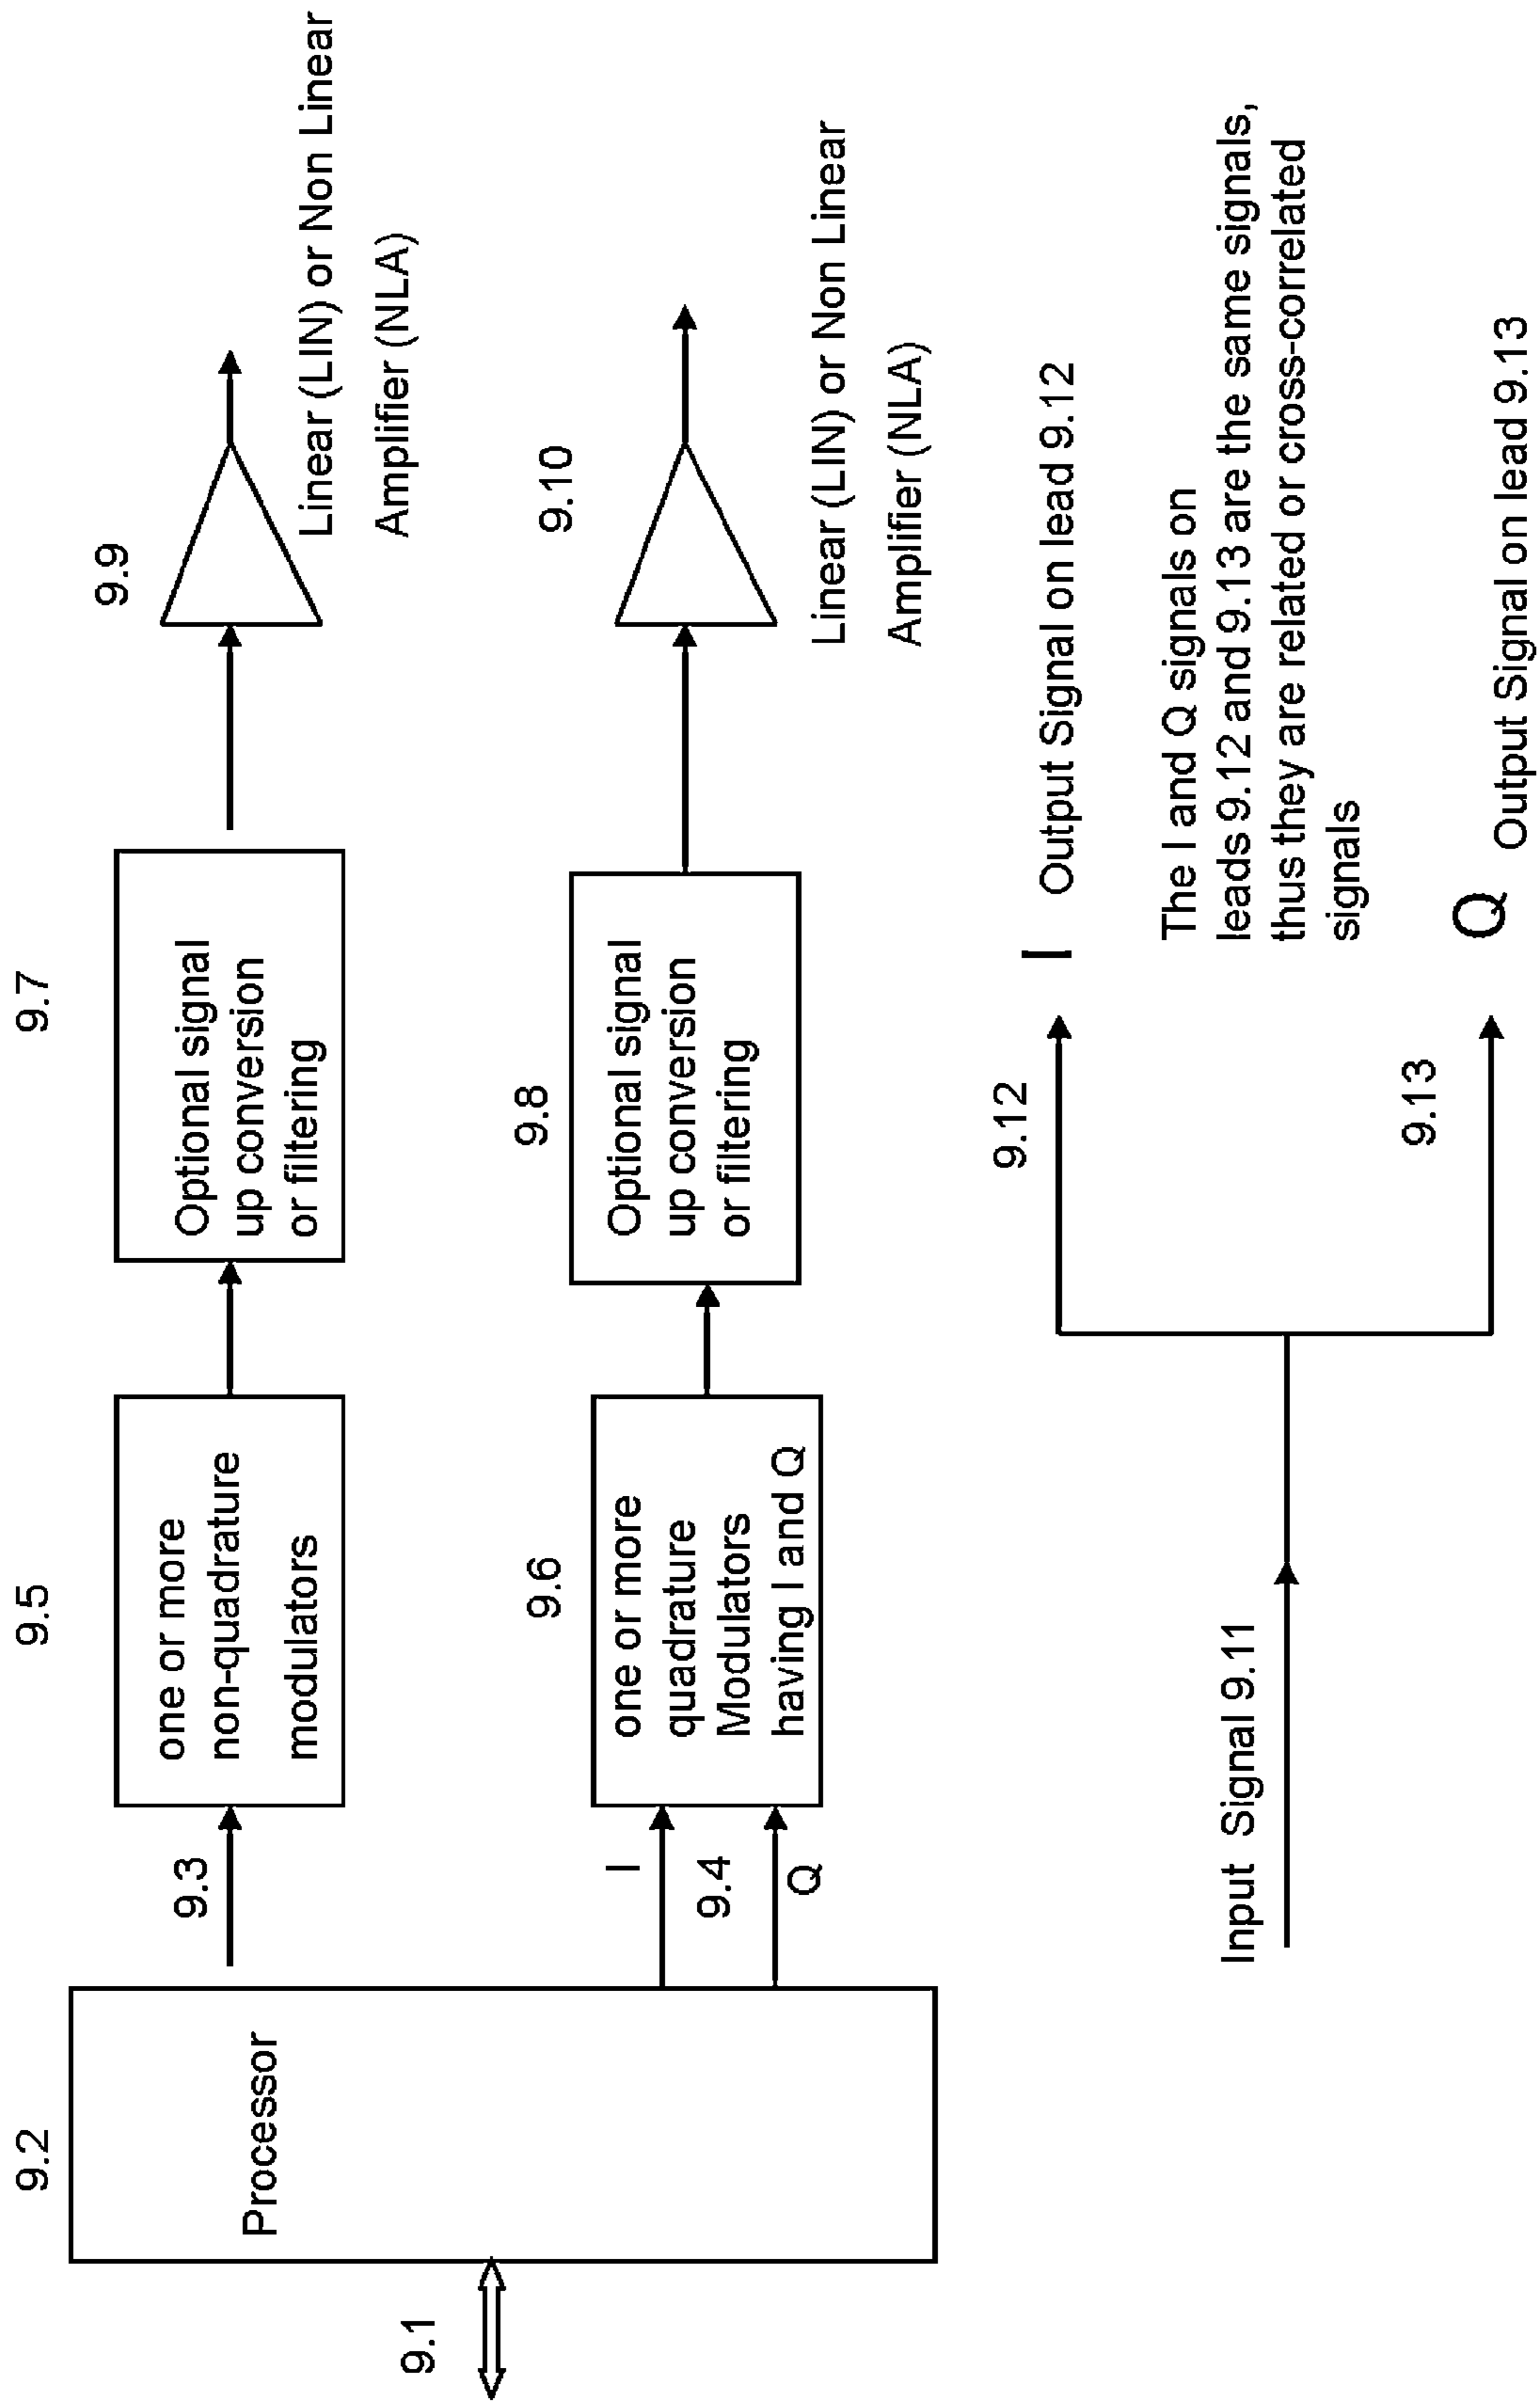 9.1
9.2
Processor
9.3
9.5
one or more
non-quadrature
modulators
9.7
Optional signal
up conversion
or filtering
9.9
Linear (LIN) or Non Linear
Amplifier (NLA)
I
9.4
Q
9.6
one or more
quadrature
Modulators
having I and Q
9.8
Optional signal
up conversion
or filtering
9.10
Linear (LIN) or Non Linear
Amplifier (NLA)
Input Signal 9.11
9.12
I Output Signal on lead 9.12
The I and Q signals on
leads 9.12 and 9.13 are the same signals,
thus they are related or cross-correlated
signals
9.13
Q Output Signal on lead 9.13